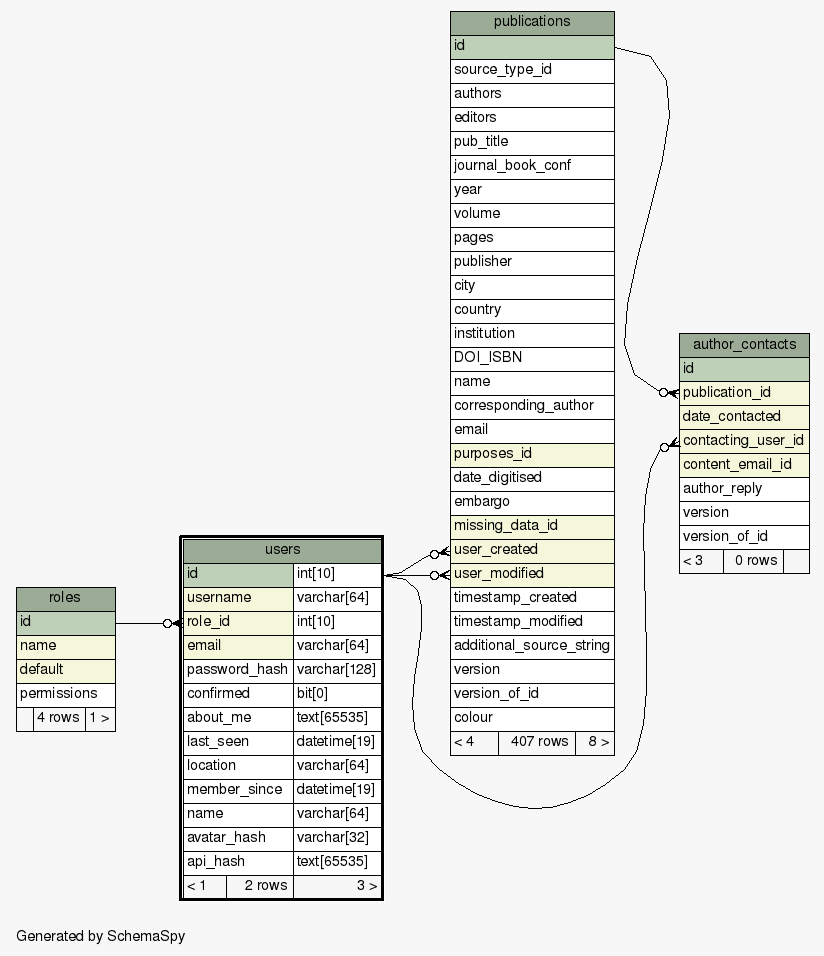 publications
id
source_type_id
authors
editors
pub_title
journal_book_conf
year
volume
pages
publisher
city
country
institution
DOI_ISBN
name
corresponding_author
email
purposes_id
date_digitised
embargo
missing_data_id
user_created
user_modified
timestamp_created
timestamp_modified
additional_source_string
version
version_of_id
colour
< 4 407 rows 8 >
author_contacts
id
publication_id
date_contacted
contacting_user_id
content_email_id
author_reply
version
version_of_id
< 3 0 rows
users
id int[10]
username varchar[64]
role_id int[10]
email varchar[64]
password_hash varchar[128]
confirmed bit[0]
about_me text[65535]
last_seen datetime[19]
location varchar[64]
member_since datetime[19]
name varchar[64]
avatar_hash varchar[32]
api_hash text[65535]
< 1 2 rows 3 >
roles
id
name
default
permissions
4 rows 1 >
Generated by SchemaSpy